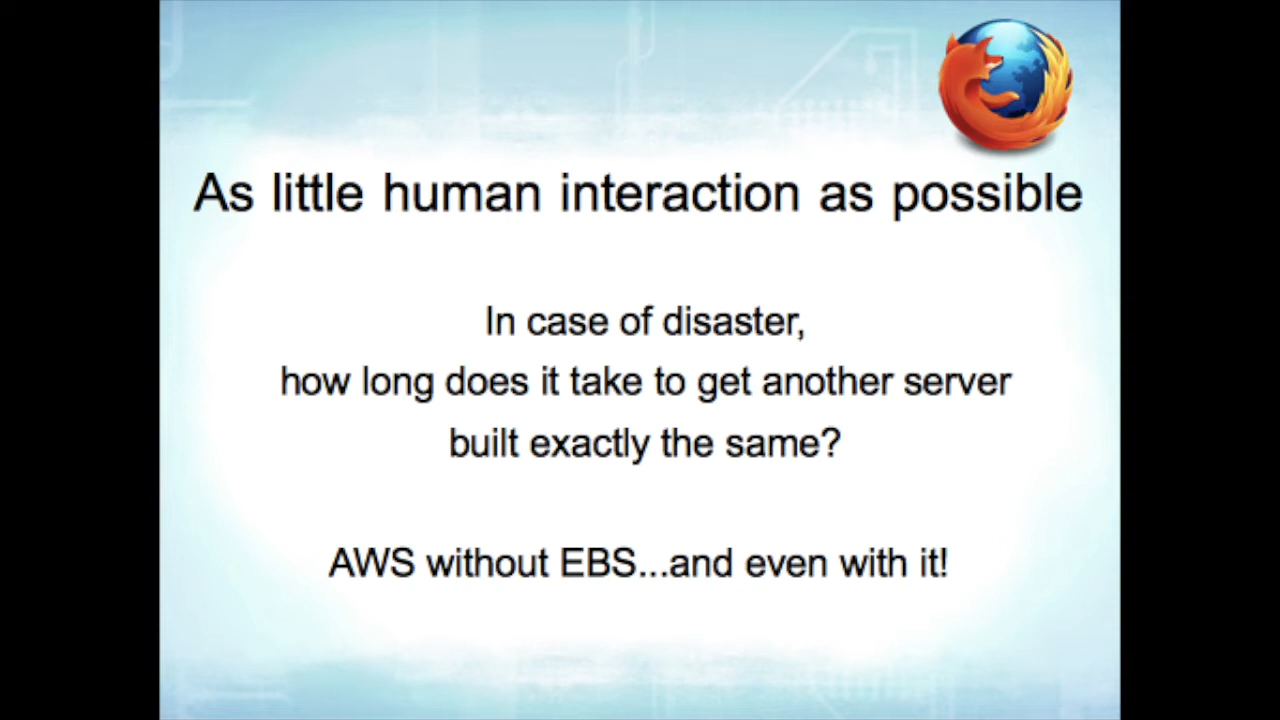 As little human interaction as possible
In case of disaster,
how long does it take to get another server
built exactly the same?
AWS without EBS...and even with it!